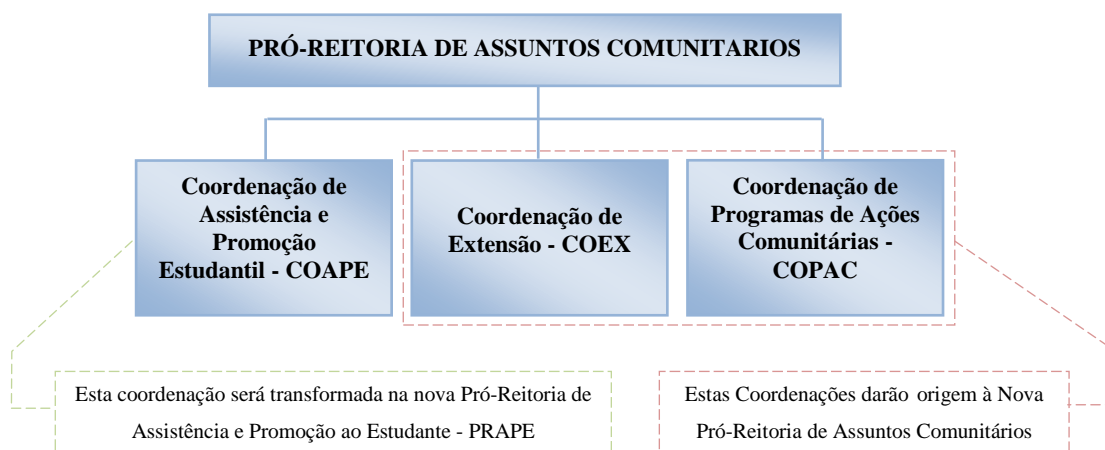 PRÓ-REITORIA DE ASSUNTOS COMUNITARIOS
Coordenação de
Assistência e
Promoção
Estudantil - COAPE
Coordenação de
Extensão - COEX
Coordenação de
Programas de Ações
Comunitárias -
COPAC
Esta coordenação será transformada na nova Pró-Reitoria de
Assistência e Promoção ao Estudante - PRAPE
Estas Coordenações darão origem à Nova
Pró-Reitoria de Assuntos Comunitários